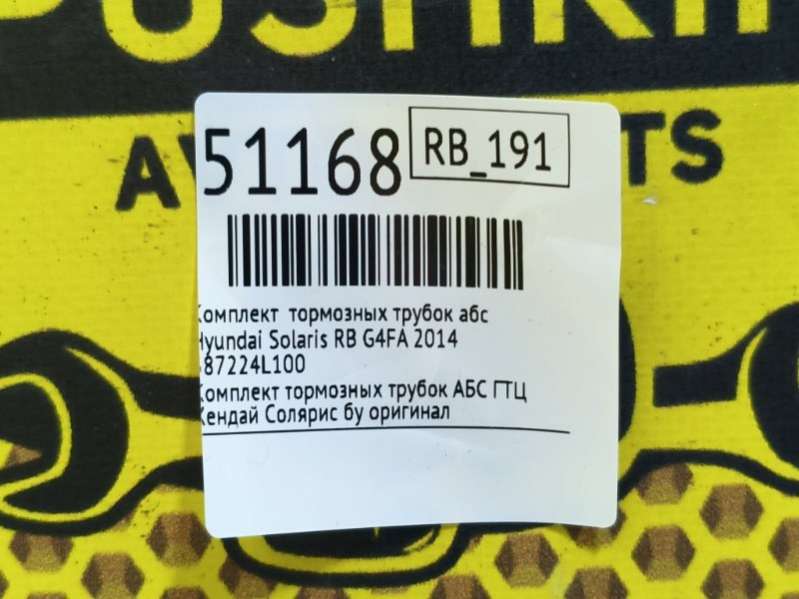 51168
RB_191
Комплект тормозных трубок абс
Hyundai Solaris RB G4FA 2014
587224L100
Комплект тормозных трубок АБС ГТЦ
Хендай Солярис бу оригинал